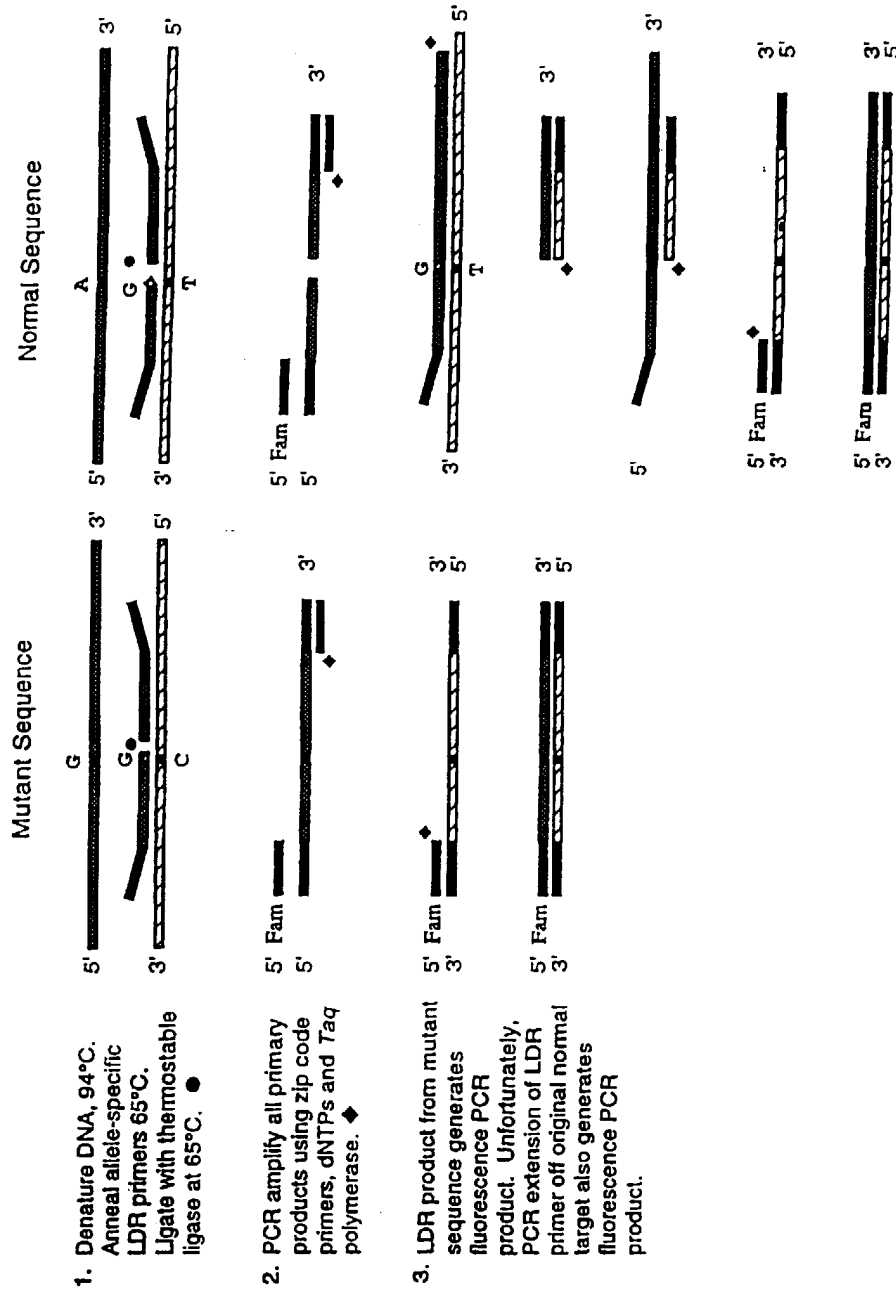 Mutant Sequence
Normal Sequence
1. Denature DNA, 94°C.
Anneal allele-specific
LDR primers 65°C.
Ligate with thermostable
ligase at 65°C. ●
5' G 3'
G
3' C 5'
5' A 3'
G
3' T 5'
2. PCR amplify all primary
products using zip code
primers, dNTPs and Taq
polymerase. ◆
5' Fam
5' 3'
5' Fam
5' 3'
3. LDR product from mutant
sequence generates
fluorescence PCR
product. Unfortunately,
PCR extension of LDR
primer off original normal
target also generates
fluorescence PCR
product.
5' Fam 3'
3' 5'
5' Fam 3'
3' 5'
G
3' T 5'
3'
5' 3'
5' Fam 3'
3' 5'
5' Fam 3'
3' 5'